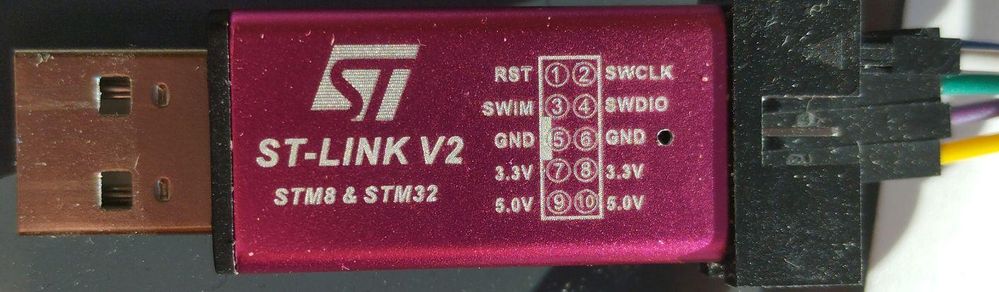 ST
ST-LINK V2
STM8 & STM32
RST 1 2 SWCLK
SWIM 3 4 SWDIO
GND 5 6 GND
3.3V 7 8 3.3V
5.0V 9 10 5.0V